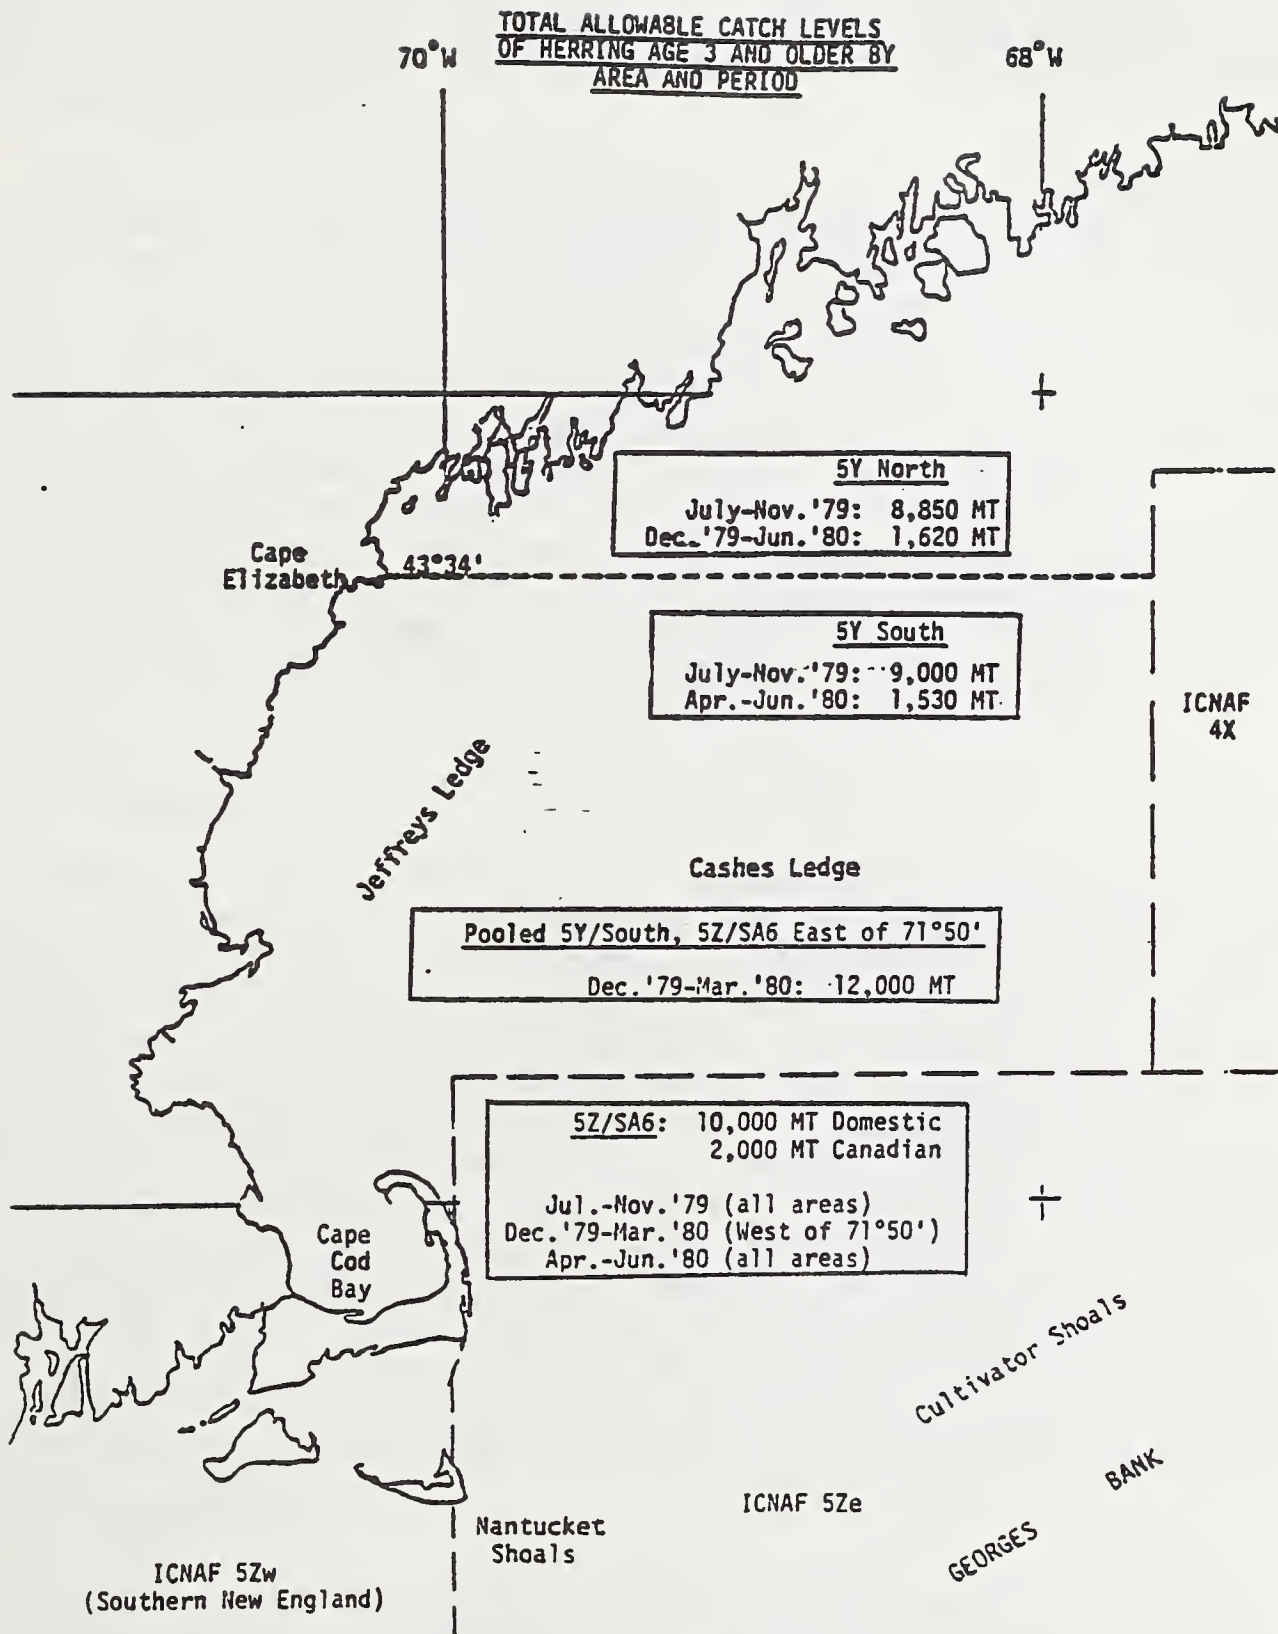 TOTAL ALLOWABLE CATCH LEVELS
OF HERRING AGE 3 AND OLDER BY
AREA AND PERIOD
70°W
68°W
5Y North
July-Nov.'79: 8,850 MT
Dec.'79-Jun.'80: 1,620 MT
Cape
Elizabeth
43°34'
5Y South
July-Nov.'79: 9,000 MT
Apr.-Jun.'80: 1,530 MT
ICNAF
4X
Jeffreys Ledge
Cashes Ledge
Pooled 5Y/South, 5Z/SA6 East of 71°50'
Dec.'79-Mar.'80: 12,000 MT
5Z/SA6: 10,000 MT Domestic
2,000 MT Canadian
Jul.-Nov.'79 (all areas)
Dec.'79-Mar.'80 (West of 71°50')
Apr.-Jun.'80 (all areas)
Cape
Cod
Bay
Cultivator Shoals
GEORGES BANK
ICNAF 5Ze
Nantucket
Shoals
ICNAF 5Zw
(Southern New England)